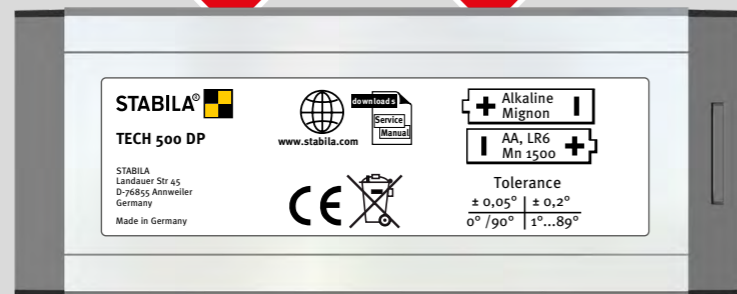 STABILA®
TECH 500 DP
STABILA
Landauer Str 45
D-76855 Annweiler
Germany
Made in Germany
downloads
Service
Manual
www.stabila.com
CE
+ Alkaline Mignon I
I AA, LR6 Mn 1500 +
Tolerance
± 0,05° | ± 0,2°
0° /90° | 1°...89°